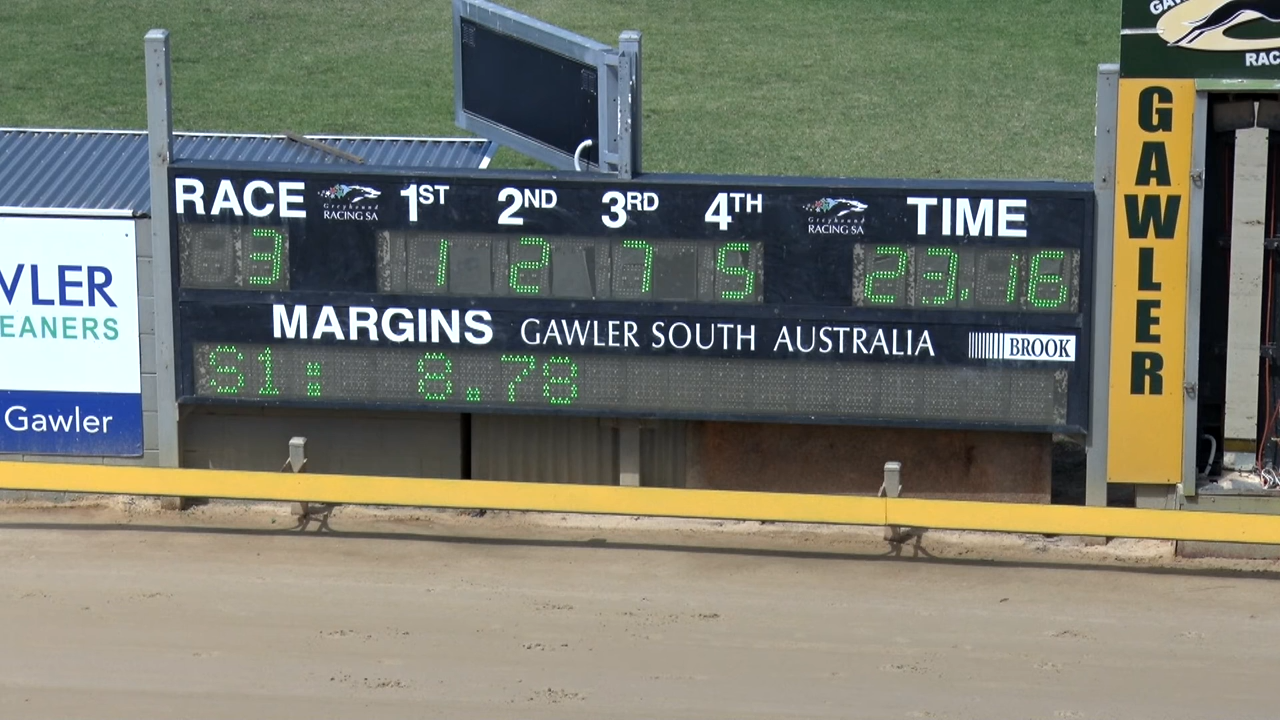 GAWLER
RAC
RACE 1ST 2ND 3RD 4TH TIME
Greyhound
RACING SA
Greyhound
RACING SA
3 1 2 7 5 23.16
MARGINS GAWLER SOUTH AUSTRALIA BROOK
S1: 8.78
WLER
EANERS
Gawler